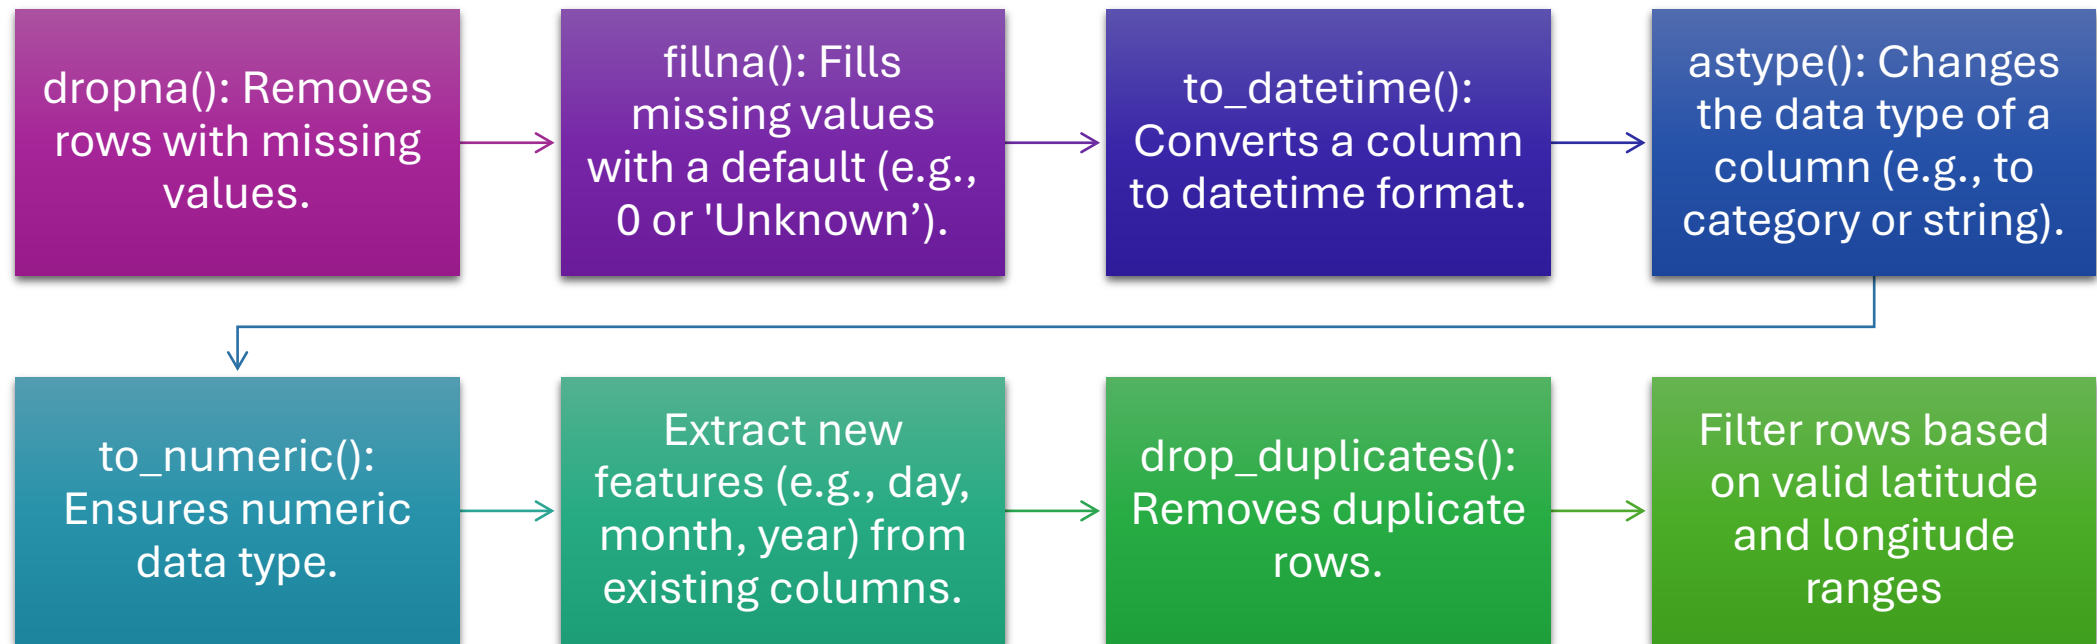 dropna(): Removes
rows with missing
values.
fillna(): Fills
missing values
with a default (e.g.,
0 or 'Unknown’).
to_datetime():
Converts a column
to datetime format.
astype(): Changes
the data type of a
column (e.g., to
category or string).
to_numeric():
Ensures numeric
data type.
Extract new
features (e.g., day,
month, year) from
existing columns.
drop_duplicates():
Removes duplicate
rows.
Filter rows based
on valid latitude
and longitude
ranges